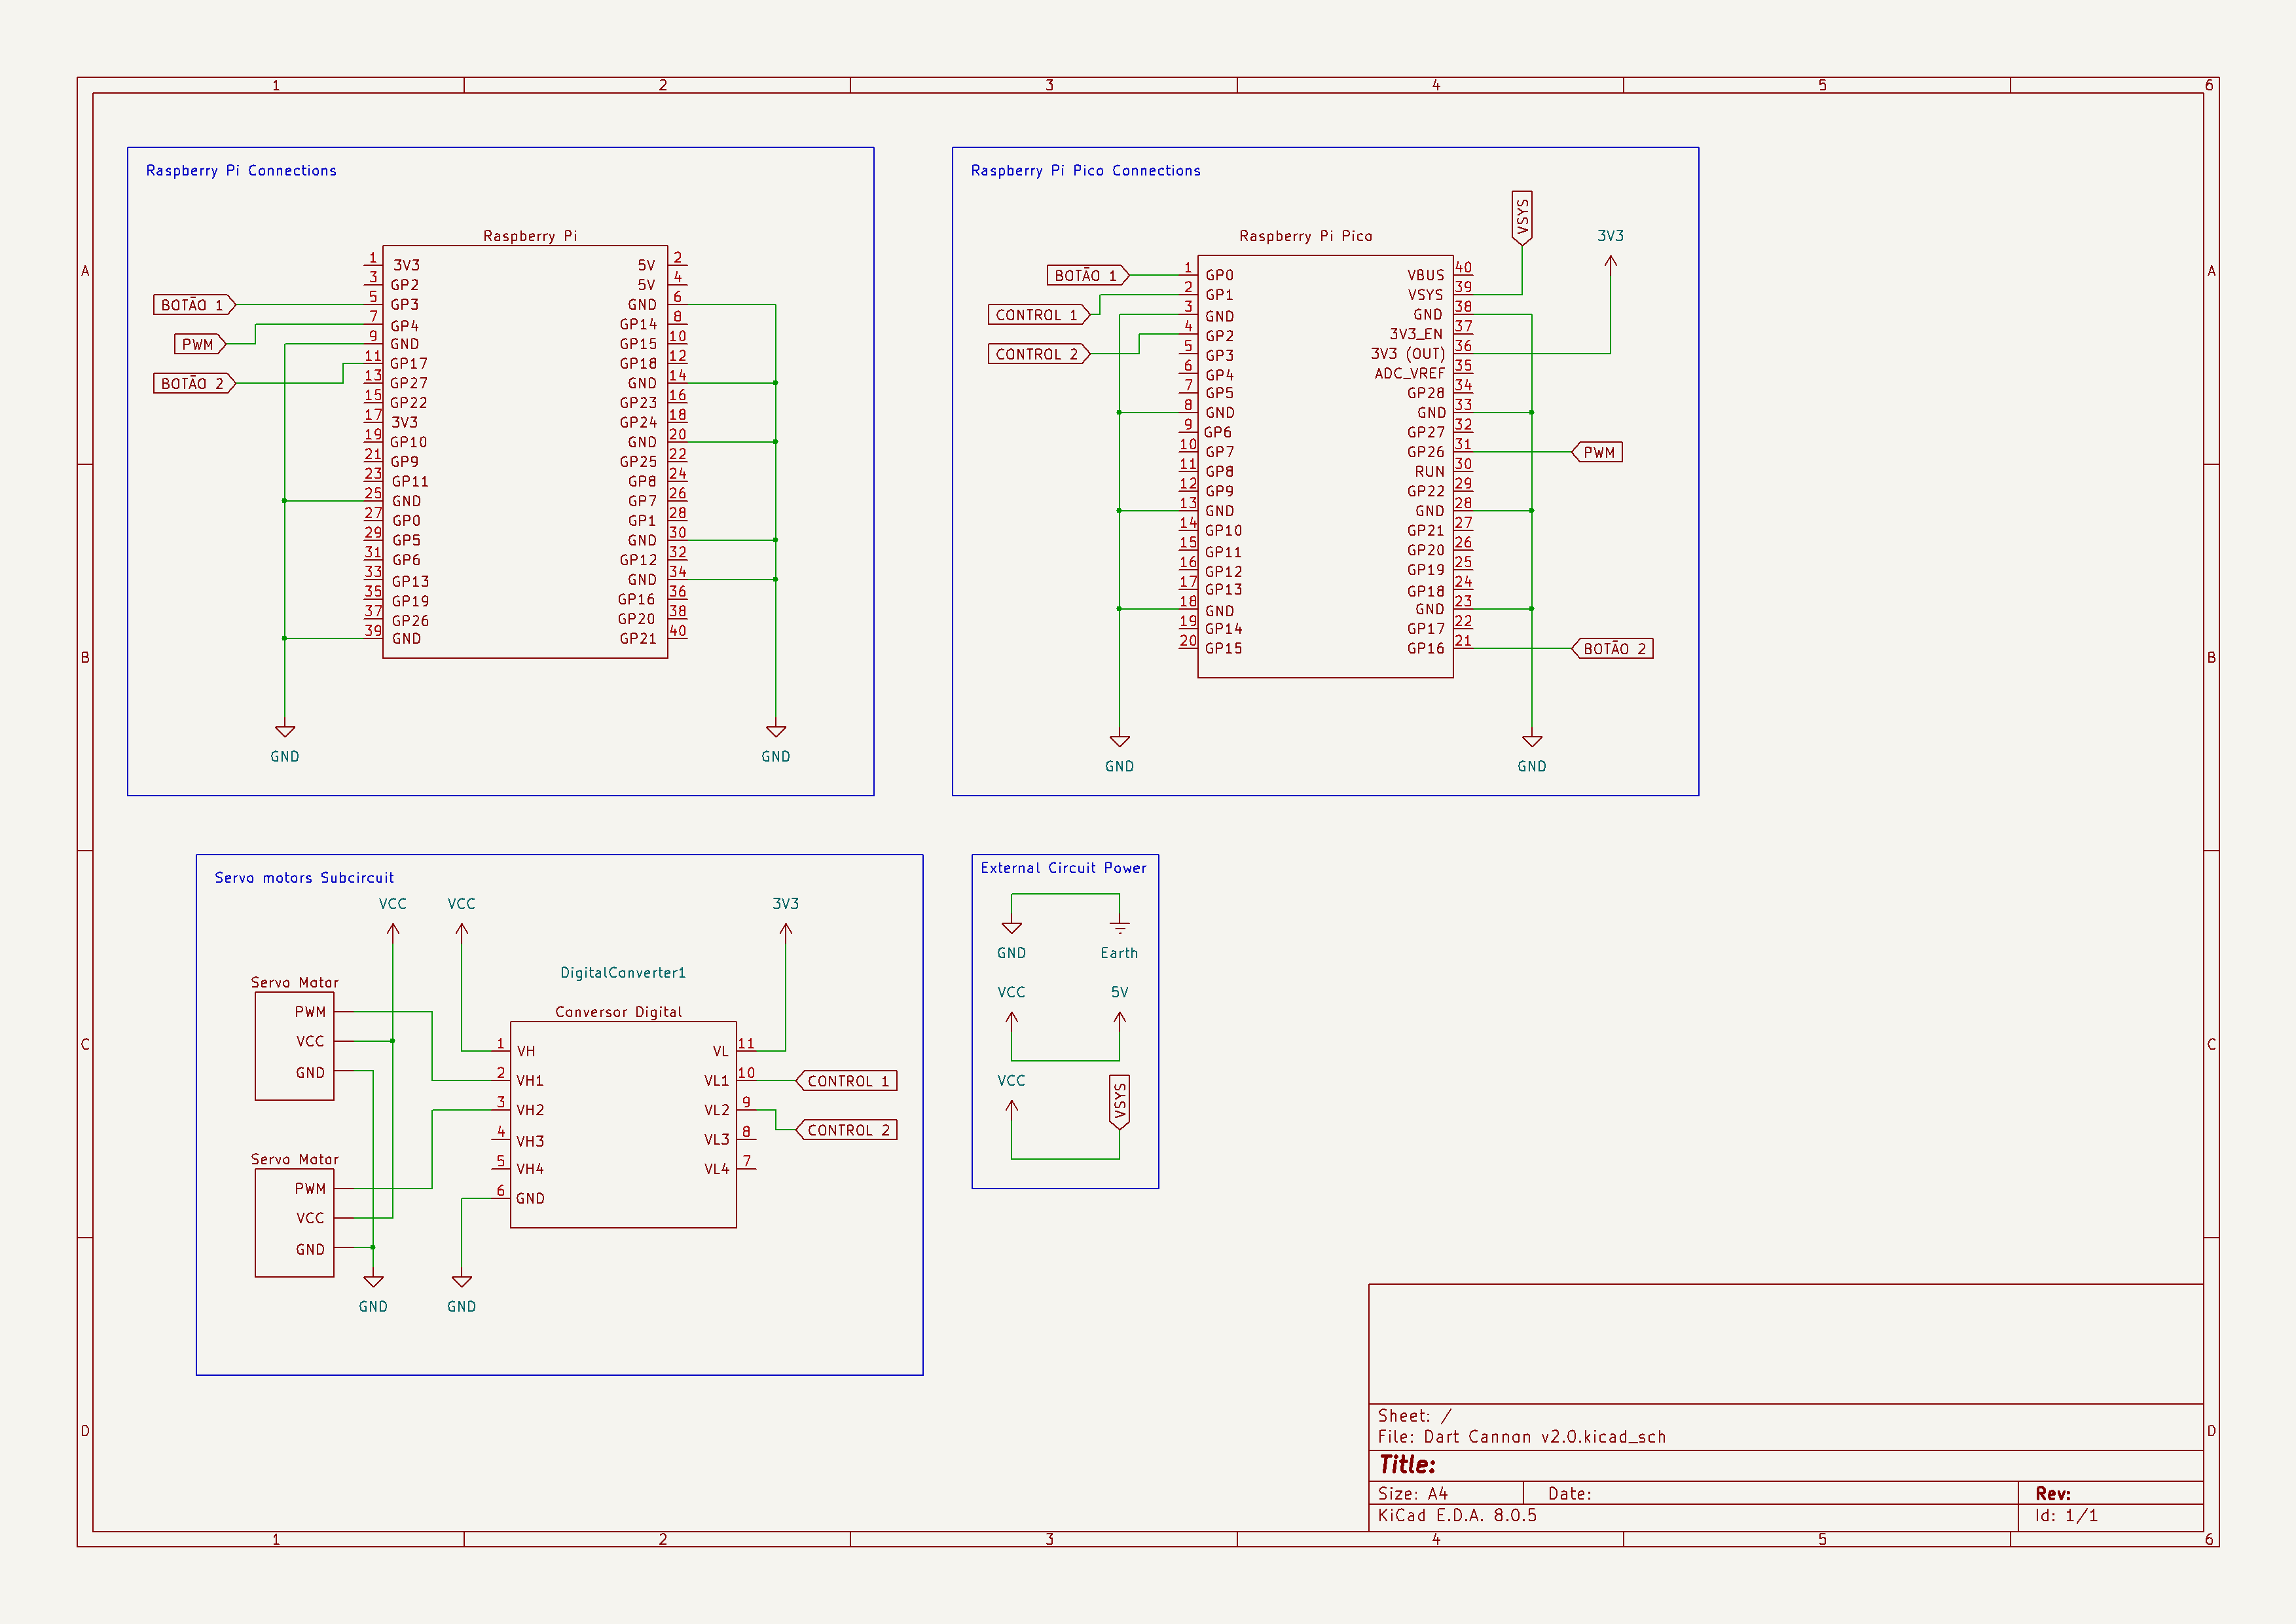 1 2 3 4 5 6
A
B
C
D
A
B
C
D
1 2 3 4 5 6
Raspberry Pi Connections
Raspberry Pi
BOTÃO 1
PWM
BOTÃO 2
1 3V3
3 GP2
5 GP3
7 GP4
9 GND
11 GP17
13 GP27
15 GP22
17 3V3
19 GP10
21 GP9
23 GP11
25 GND
27 GP0
29 GP5
31 GP6
33 GP13
35 GP19
37 GP26
39 GND
5V 2
5V 4
GND 6
GP14 8
GP15 10
GP18 12
GND 14
GP23 16
GP24 18
GND 20
GP25 22
GP8 24
GP7 26
GP1 28
GND 30
GP12 32
GND 34
GP16 36
GP20 38
GP21 40
GND
GND
Raspberry Pi Pico Connections
Raspberry Pi Pico
VSYS
3V3
BOTÃO 1
CONTROL 1
CONTROL 2
1 GP0
2 GP1
3 GND
4 GP2
5 GP3
6 GP4
7 GP5
8 GND
9 GP6
10 GP7
11 GP8
12 GP9
13 GND
14 GP10
15 GP11
16 GP12
17 GP13
18 GND
19 GP14
20 GP15
VBUS 40
VSYS 39
GND 38
3V3_EN 37
3V3 (OUT) 36
ADC_VREF 35
GP28 34
GND 33
GP27 32
GP26 31
RUN 30
GP22 29
GND 28
GP21 27
GP20 26
GP19 25
GP18 24
GND 23
GP17 22
GP16 21
PWM
BOTÃO 2
GND
GND
Servo motors Subcircuit
VCC
VCC
3V3
DigitalConverter1
Conversor Digital
Servo Motor
PWM
VCC
GND
Servo Motor
PWM
VCC
GND
1 VH
2 VH1
3 VH2
4 VH3
5 VH4
6 GND
VL 11
VL1 10
VL2 9
VL3 8
VL4 7
CONTROL 1
CONTROL 2
GND
GND
External Circuit Power
GND
Earth
VCC
5V
VCC
VSYS
Sheet: /
File: Dart Cannon v2.0.kicad_sch
Title:
Size: A4 Date: Rev:
KiCad E.D.A. 8.0.5 Id: 1/1